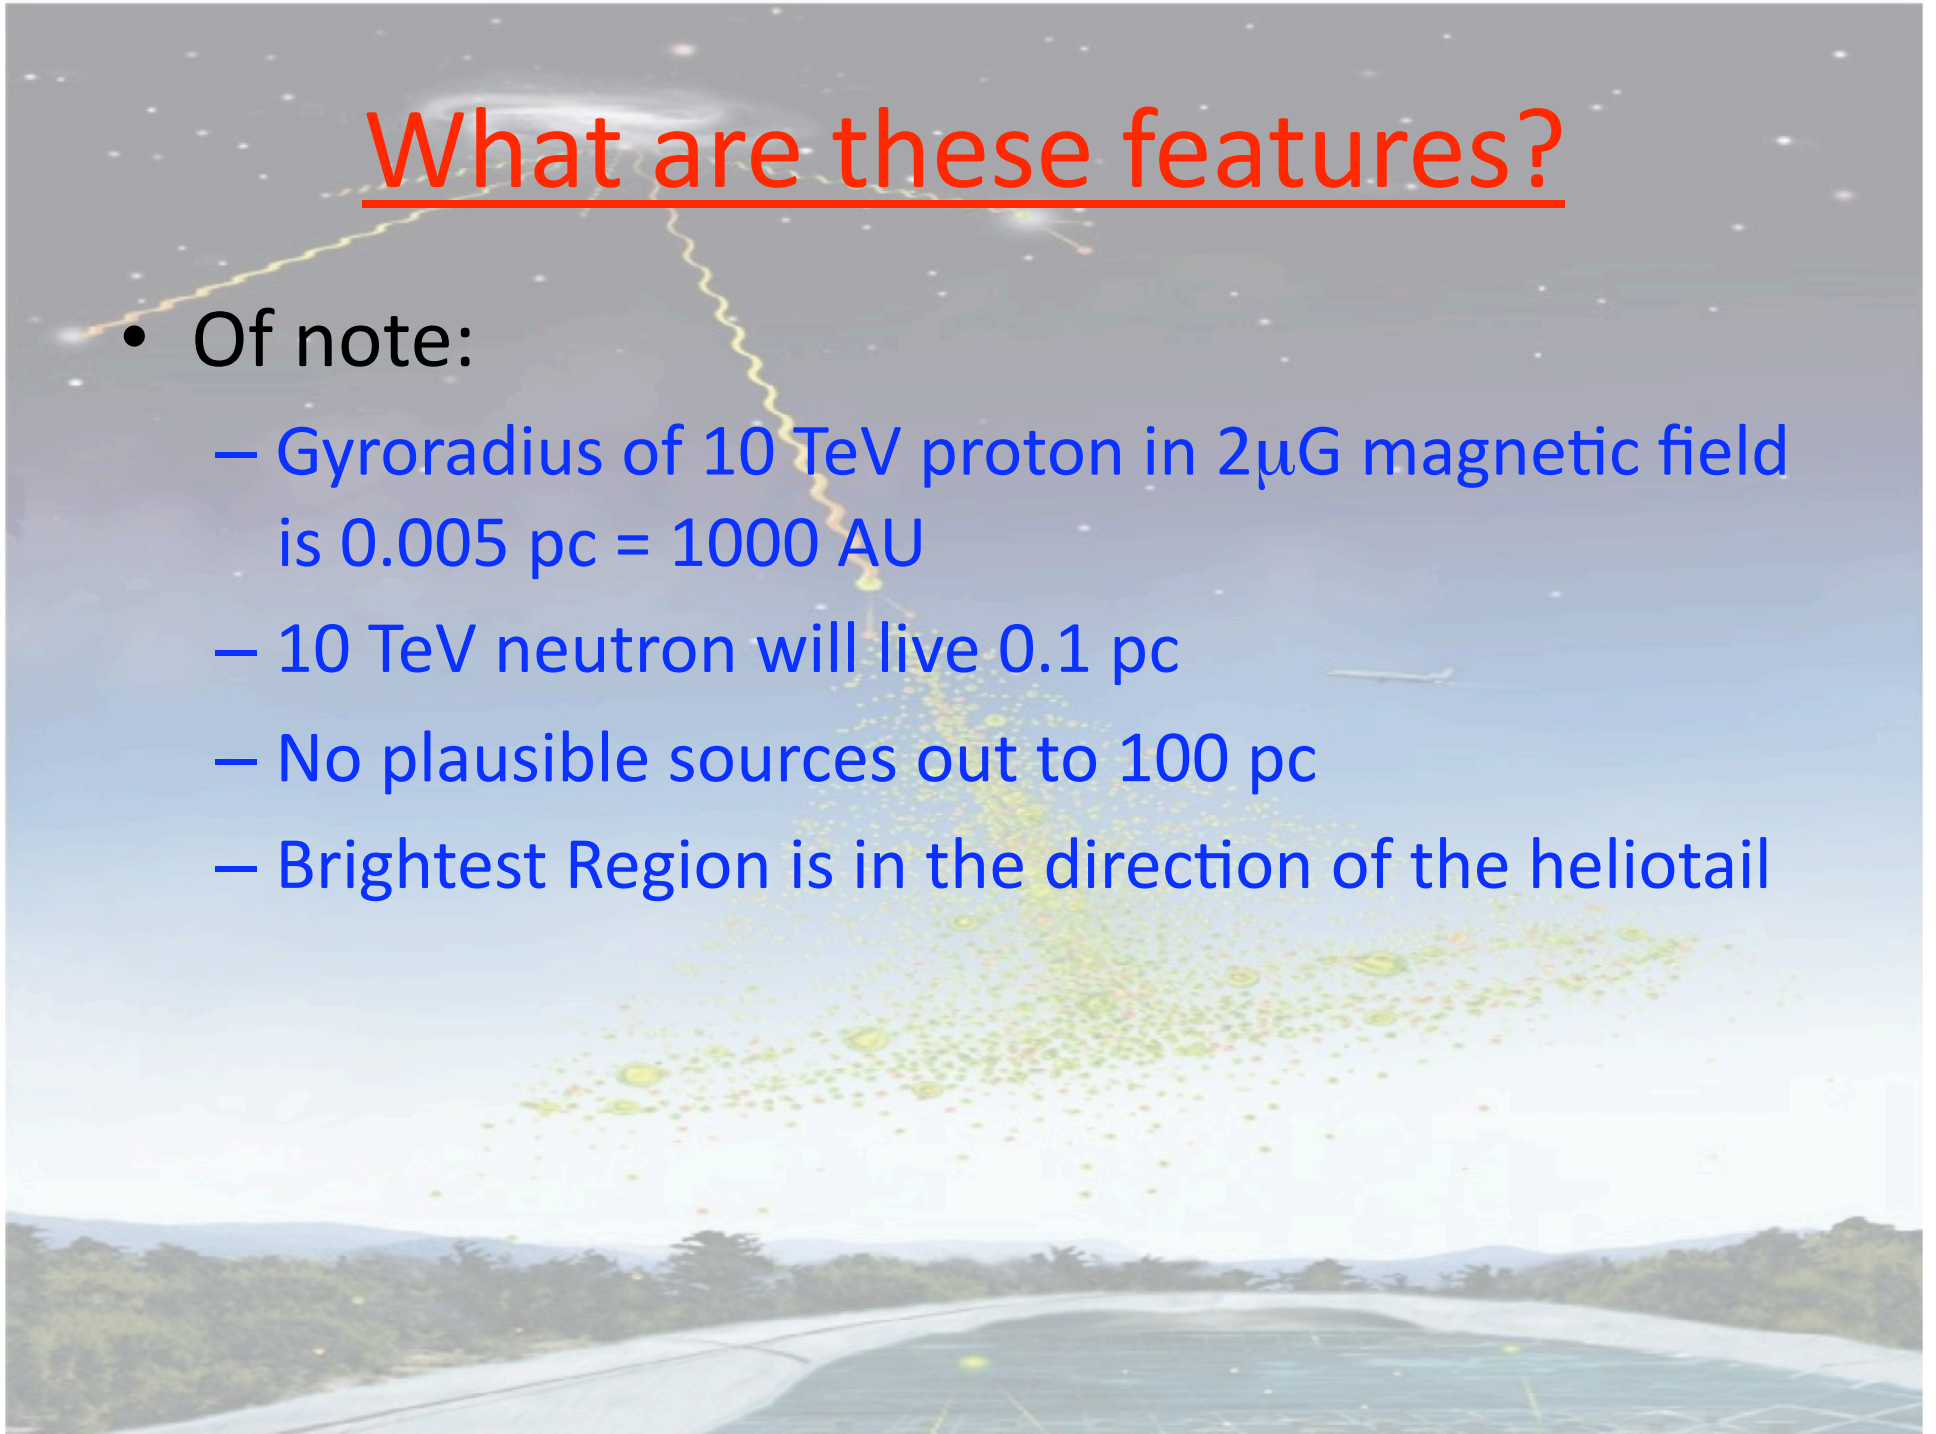 What are these features?
• Of note:
– Gyroradius of 10 TeV proton in 2μG magnetic field
is 0.005 pc = 1000 AU
– 10 TeV neutron will live 0.1 pc
– No plausible sources out to 100 pc
– Brightest Region is in the direction of the heliotail